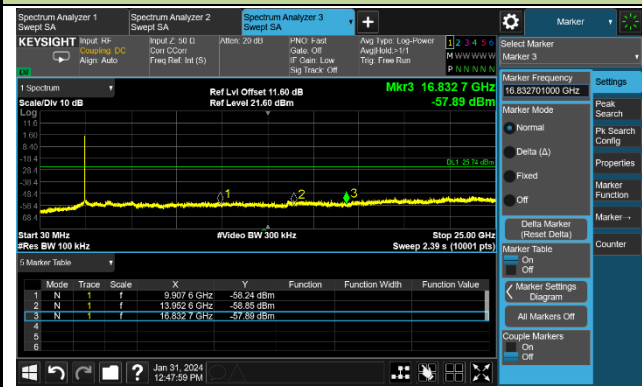 Spectrum Analyzer 1
Swept SA
Spectrum Analyzer 2
Swept SA
Spectrum Analyzer 3
Swept SA
Marker
KEYSIGHT
Input: RF
Coupling: DC
Align: Auto
Input Z: 50 Ω
Corr CCorr
Freq Ref: Int (S)
Atten: 20 dB
PNO: Fast
Gate: Off
IF Gain: Low
Sig Track: Off
Avg Type: Log-Power
Avg|Hold:>1/1
Trig: Free Run
1 2 3 4 5 6
M W W W W W
P N N N N N
Select Marker
Marker 3
1 Spectrum
Scale/Div 10 dB
Log
Ref Lvl Offset 11.60 dB
Ref Level 21.60 dBm
Mkr3 16.832 7 GHz
-57.89 dBm
11.6
1.60
-8.40
-18.4
-28.4
-38.4
-48.4
-58.4
-68.4
1
2
3
Start 30 MHz
#Res BW 100 kHz
#Video BW 300 kHz
Stop 25.00 GHz
Sweep 2.39 s (10001 pts)
5 Marker Table
Mode Trace Scale X Y Function Function Width Function Value
1 N 1 f 9.907 6 GHz -58.24 dBm
2 N 1 f 13.952 6 GHz -58.85 dBm
3 N 1 f 16.832 7 GHz -57.89 dBm
4
5
6
Jan 31, 2024
12:47:59 PM
Marker Frequency
16.832701000 GHz
Marker Mode
Normal
Delta (Δ)
Fixed
Off
Delta Marker
(Reset Delta)
Marker Table
On
Off
Marker Settings
Diagram
All Markers Off
Couple Markers
On
Off
Settings
Peak
Search
Pk Search
Config
Properties
Marker
Function
Marker→
Counter